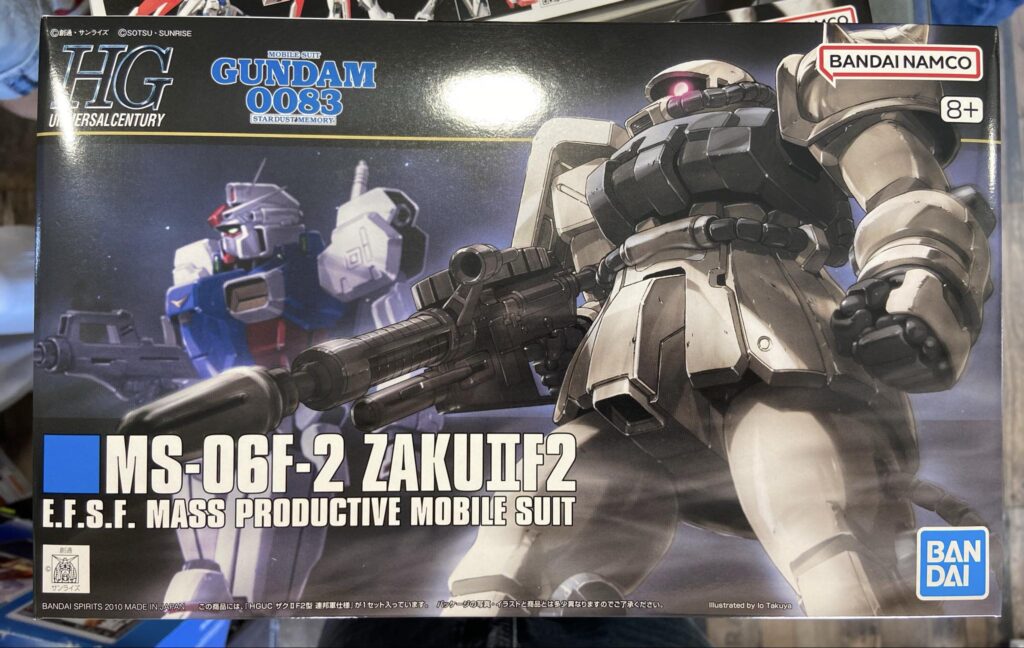 ©創通・サンライズ ©SOTSU・SUNRISE
HG
UNIVERSAL CENTURY
MOBILE SUIT
GUNDAM
0083
-STARDUST MEMORY-
BANDAI NAMCO
8+
MS-06F-2 ZAKUⅡF2
E.F.S.F. MASS PRODUCTIVE MOBILE SUIT
創通
©
サンライズ
BAN
DAI
BANDAI SPIRITS 2010 MADE IN JAPAN この商品には、「HGUC ザクⅡF2型 連邦軍仕様」が1セット入っています。 パッケージの写真・イラストと商品とは多少異なりますのでご了承ください。
Illustrated by Io Takuya